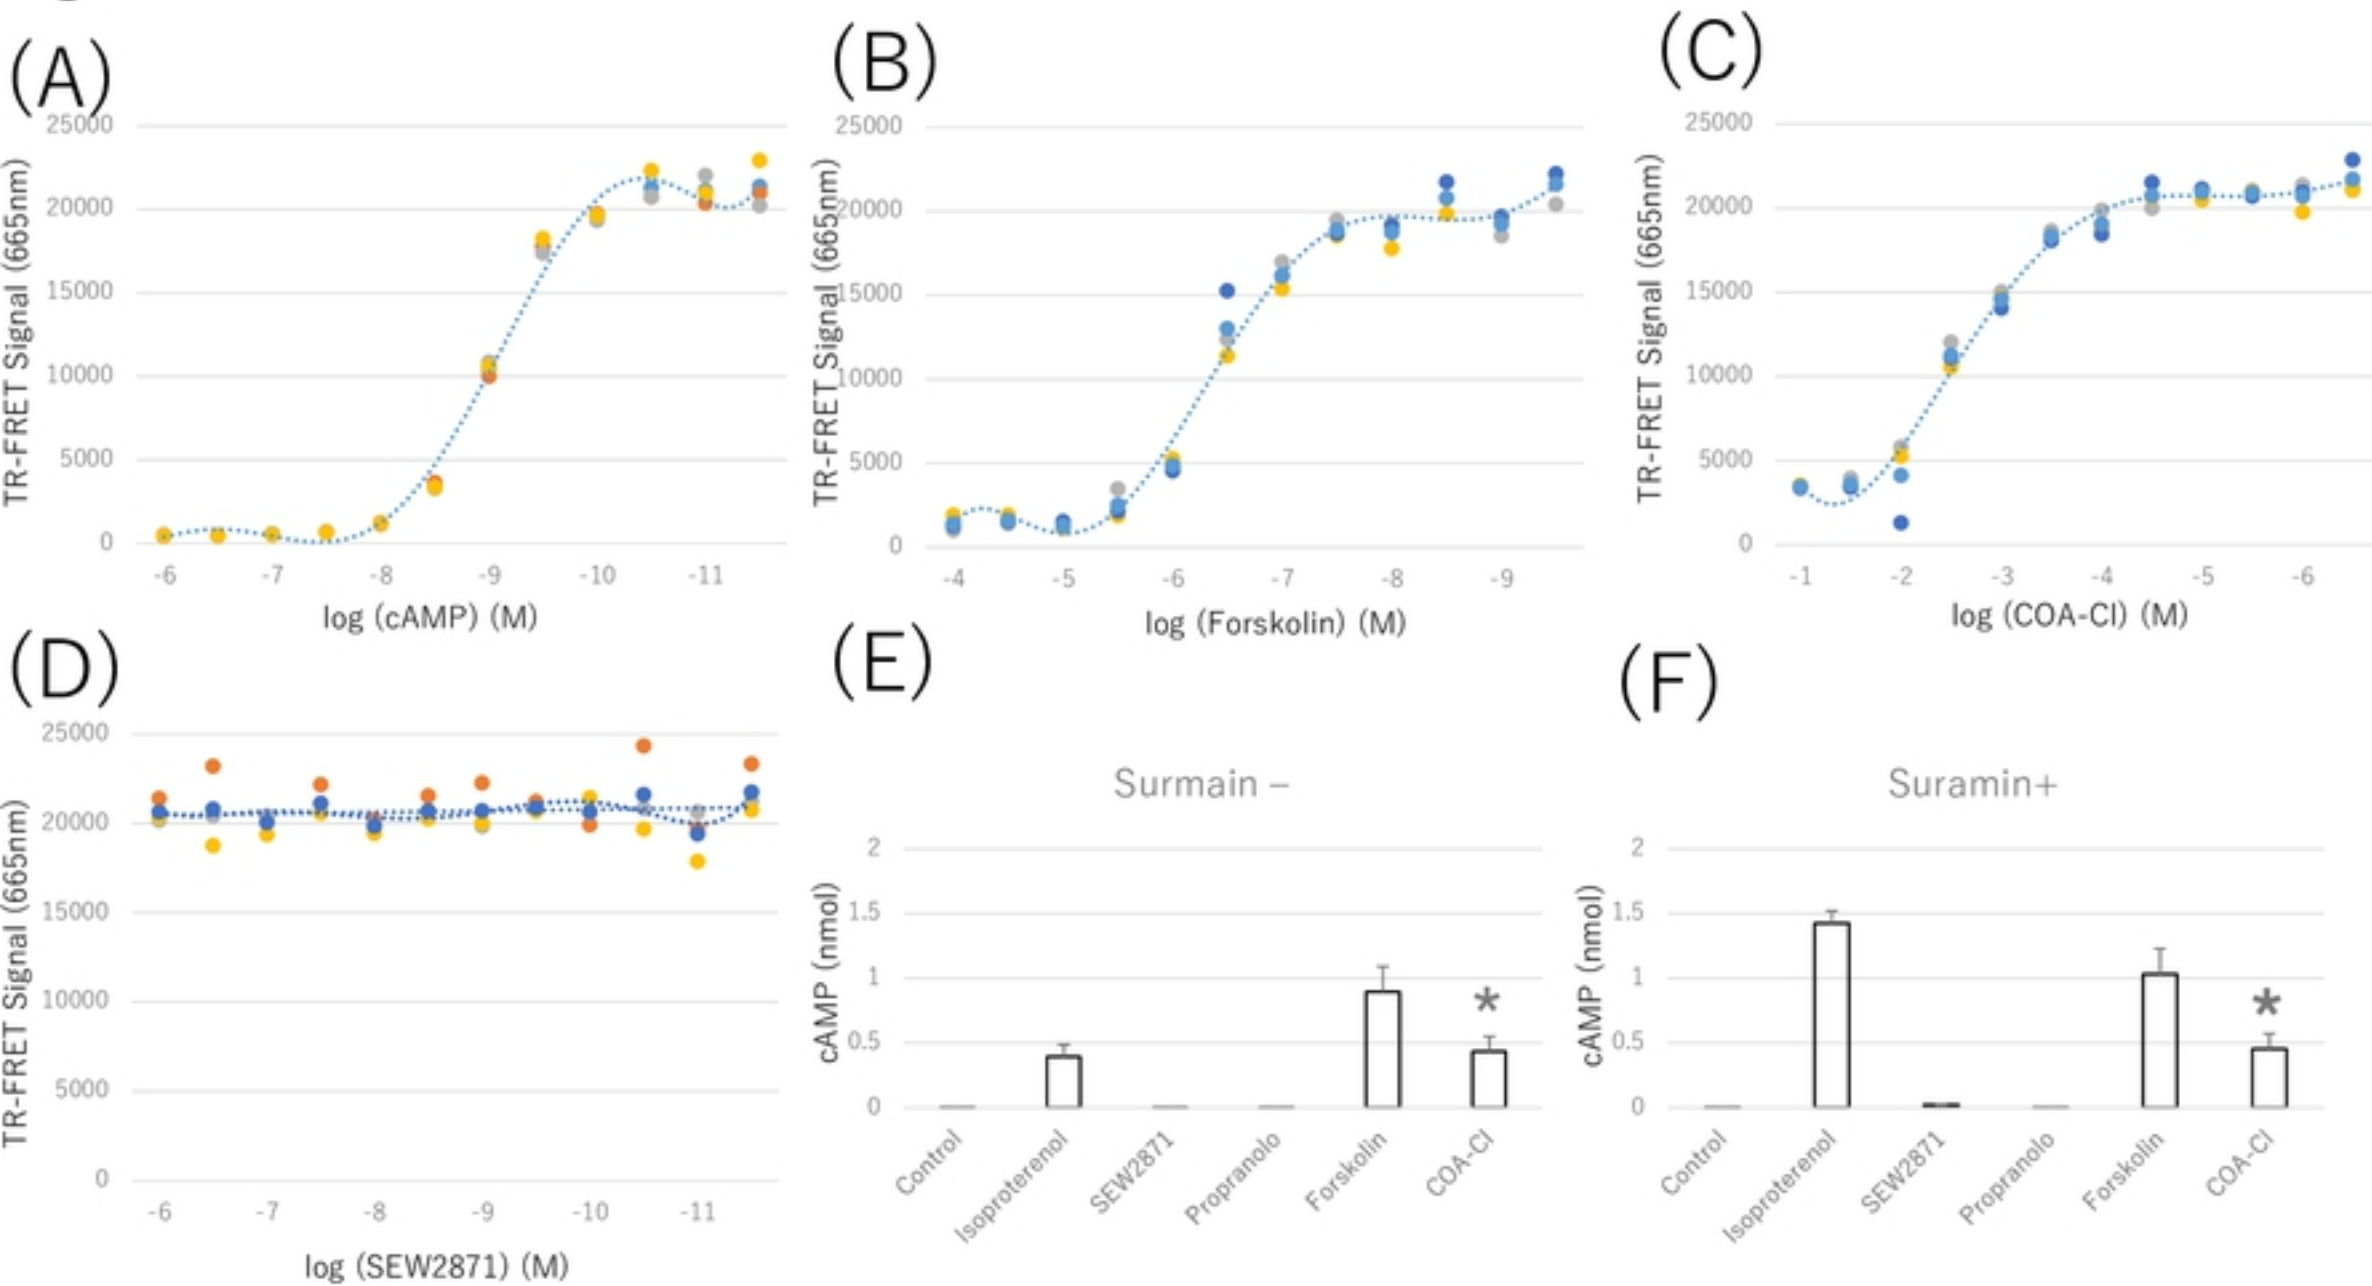 (A)
25000
20000
15000
10000
5000
0
-6 -7 -8 -9 -10 -11
TR-FRET Signal (665nm)
log (cAMP) (M)
(B)
25000
20000
15000
10000
5000
0
-4 -5 -6 -7 -8 -9
TR-FRET Signal (665nm)
log (Forskolin) (M)
(C)
25000
20000
15000
10000
5000
0
-1 -2 -3 -4 -5 -6
TR-FRET Signal (665nm)
log (COA-Cl) (M)
(D)
25000
20000
15000
10000
5000
0
-6 -7 -8 -9 -10 -11
TR-FRET Signal (665nm)
log (SEW2871) (M)
(E)
Surmain –
2
1.5
1
0.5
0
cAMP (nmol)
*
Control
Isoproterenol
SEW2871
Propranolo
Forskolin
COA-Cl
(F)
Suramin+
2
1.5
1
0.5
0
cAMP (nmol)
*
Control
Isoproterenol
SEW2871
Propranolo
Forskolin
COA-Cl